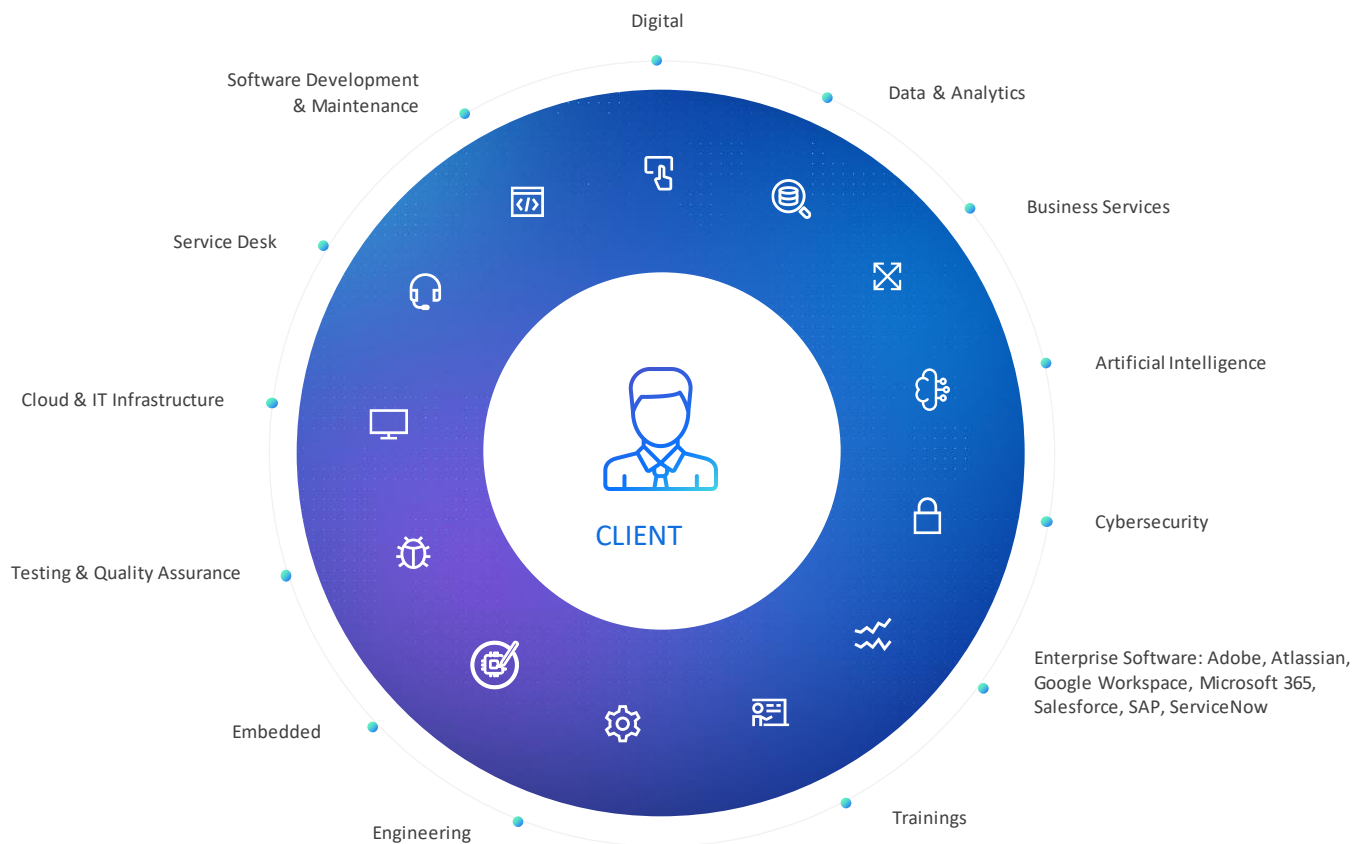 Digital
Software Development
& Maintenance
Data & Analytics
Business Services
Service Desk
Artificial Intelligence
Cloud & IT Infrastructure
Cybersecurity
CLIENT
Testing & Quality Assurance
Enterprise Software: Adobe, Atlassian,
Google Workspace, Microsoft 365,
Salesforce, SAP, ServiceNow
Embedded
Trainings
Engineering